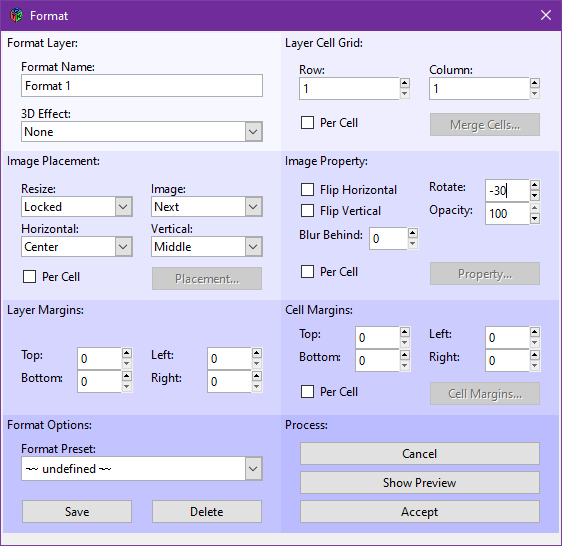 Format
Format Layer:
Format Name:
Format 1
3D Effect:
None
Layer Cell Grid:
Row:
Column:
1
1
Per Cell
Merge Cells...
Image Placement:
Resize:
Image:
Locked
Next
Horizontal:
Vertical:
Center
Middle
Per Cell
Placement...
Image Property:
Flip Horizontal
Rotate:
-30
Flip Vertical
Opacity:
100
Blur Behind:
0
Per Cell
Property...
Layer Margins:
Top:
0
Left:
0
Bottom:
0
Right:
0
Cell Margins:
Top:
0
Left:
0
Bottom:
0
Right:
0
Per Cell
Cell Margins...
Format Options:
Format Preset:
~~ undefined ~~
Save
Delete
Process:
Cancel
Show Preview
Accept